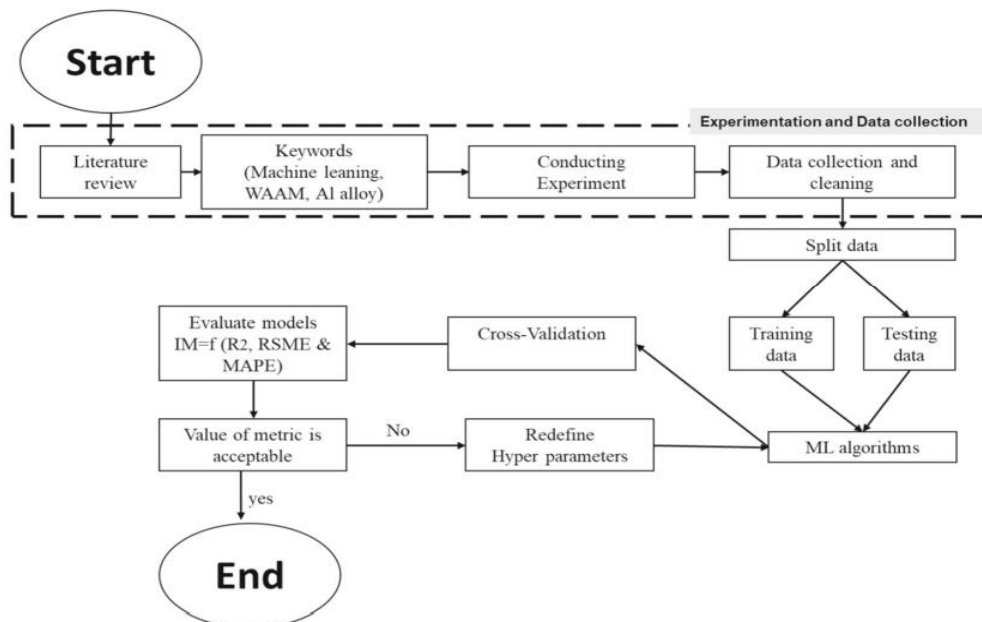 Start
Experimentation and Data collection
Literature
review
Keywords
(Machine leaning,
WAAM, Al alloy)
Conducting
Experiment
Data collection and
cleaning
Split data
Training
data
Testing
data
ML algorithms
Cross-Validation
Evaluate models
IM=f (R2, RSME &
MAPE)
Value of metric is
acceptable
No
Redefine
Hyper parameters
yes
End